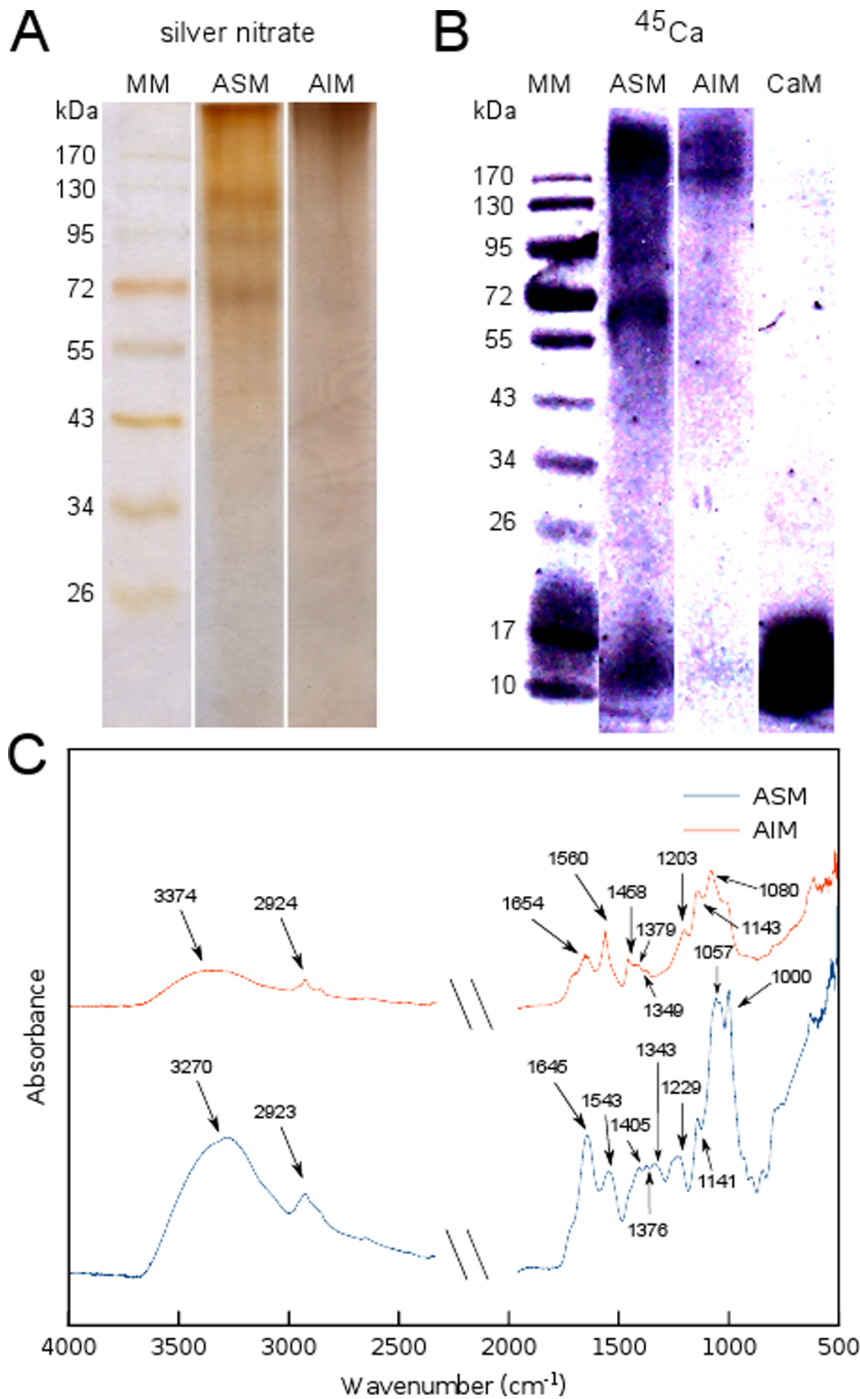 A
silver nitrate
MM ASM AIM
kDa
170
130
95
72
55
43
34
26
B
45Ca
MM ASM AIM CaM
kDa
170
130
95
72
55
43
34
26
17
10
C
ASM
AIM
3374
2924
1654
1560
1458
1379
1349
1203
1080
1143
3270
2923
1645
1543
1405
1376
1343
1229
1141
1057
1000
Absorbance
4000 3500 3000 2500 2000 1500 1000 500
Wavenumber (cm-1)